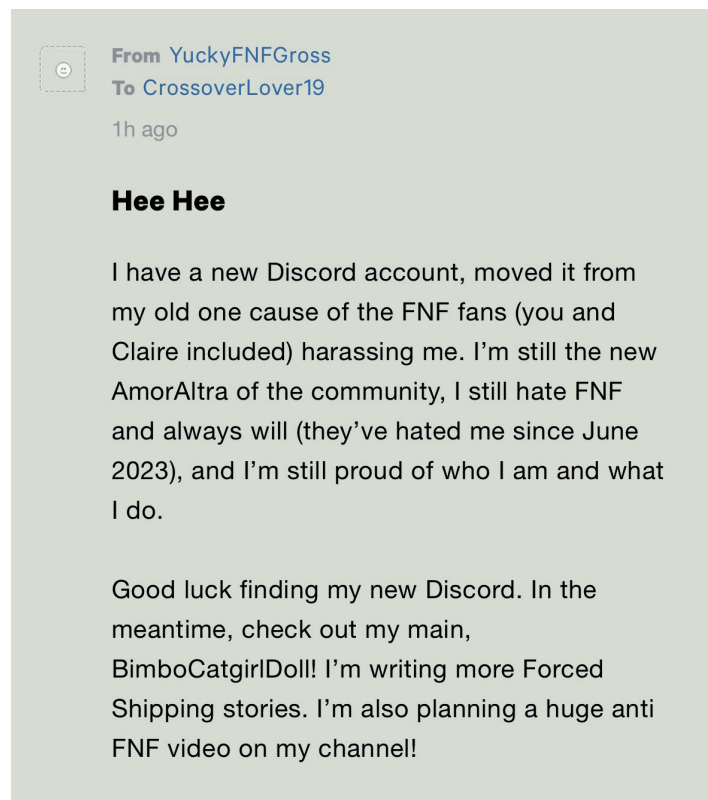 From YuckyFNFGross
To CrossoverLover19
1h ago
Hee Hee
I have a new Discord account, moved it from
my old one cause of the FNF fans (you and
Claire included) harassing me. I’m still the new
AmorAltra of the community, I still hate FNF
and always will (they’ve hated me since June
2023), and I’m still proud of who I am and what
I do.
Good luck finding my new Discord. In the
meantime, check out my main,
BimboCatgirlDoll! I’m writing more Forced
Shipping stories. I’m also planning a huge anti
FNF video on my channel!